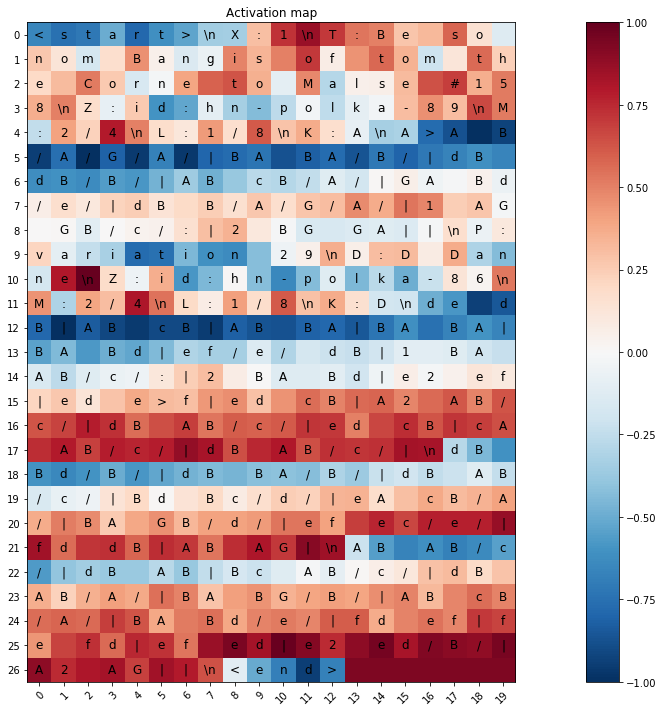 Activation map
0 < s t a r t > \n X : 1 \n T : B e s o
1 n o m B a n g i s o f t o m t h
2 e C o r n e t o M a l s e # 1 5
3 8 \n Z : i d : h n - p o l k a - 8 9 \n M
4 : 2 / 4 \n L : 1 / 8 \n K : A \n A > A B
5 / A / G / A / | B A B A / B / | d B
6 d B / B / | A B c B / A / | G A B d
7 / e / | d B B / A / G / A / | 1 A G
8 G B / c / : | 2 B G G A | | \n P :
9 v a r i a t i o n 2 9 \n D : D D a n
10 n e \n Z : i d : h n - p o l k a - 8 6 \n
11 M : 2 / 4 \n L : 1 / 8 \n K : D \n d e d
12 B | A B c B | A B B A | B A B A |
13 B A B d | e f / e / d B | 1 B A
14 A B / c / : | 2 B A B d | e 2 e f
15 | e d e > f | e d c B | A 2 A B /
16 c / | d B A B / c / | e d c B | c A
17 A B / c / | d B A B / c / | \n d B
18 B d / B / | d B B A / B / | d B A B
19 / c / | B d B c / d / | e A c B / A
20 / | B A G B / d / | e f e c / e / |
21 f d d B | A B A G | \n A B A B / c
22 / | d B A B | B c A B / c / | d B
23 A B / A / | B A B G / B / | A B c B
24 / A / | B A B d / e / | f d e f | f
25 e f d | e f e d | e 2 e d / B / |
26 A 2 A G | | \n < e n d >
0 1 2 3 4 5 6 7 8 9 10 11 12 13 14 15 16 17 18 19
1.00
0.75
0.50
0.25
0.00
−0.25
−0.50
−0.75
−1.00